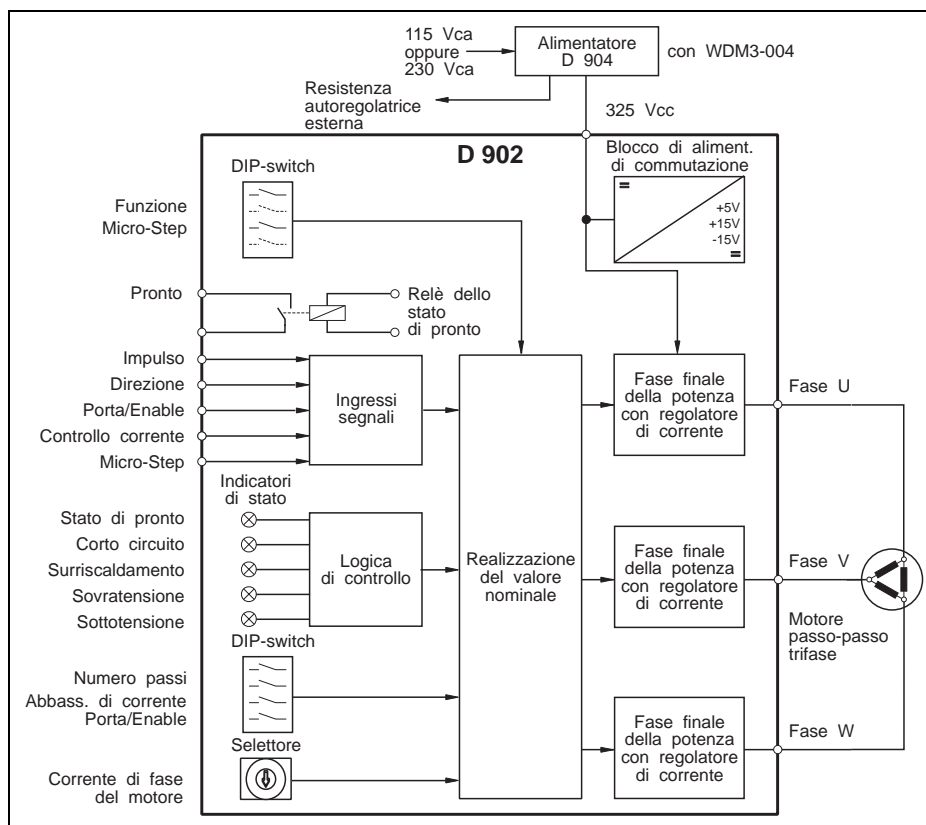 115 Vca
oppure
230 Vca
Alimentatore
D 904
con WDM3-004
Resistenza
autoregolatrice
esterna
325 Vcc
D 902
Blocco di aliment.
di commutazione
+5V
+15V
-15V
DIP-switch
Funzione
Micro-Step
Pronto
Relè dello
stato
di pronto
Impulso
Direzione
Porta/Enable
Controllo corrente
Micro-Step
Ingressi
segnali
Indicatori
di stato
Stato di pronto
Corto circuito
Surriscaldamento
Sovratensione
Sottotensione
Logica
di controllo
Realizzazione
del valore
nominale
Fase finale
della potenza
con regolatore
di corrente
Fase U
Fase finale
della potenza
con regolatore
di corrente
Fase V
Motore
passo-passo
trifase
Fase finale
della potenza
con regolatore
di corrente
Fase W
DIP-switch
Numero passi
Abbass. di corrente
Porta/Enable
Selettore
Corrente di fase
del motore